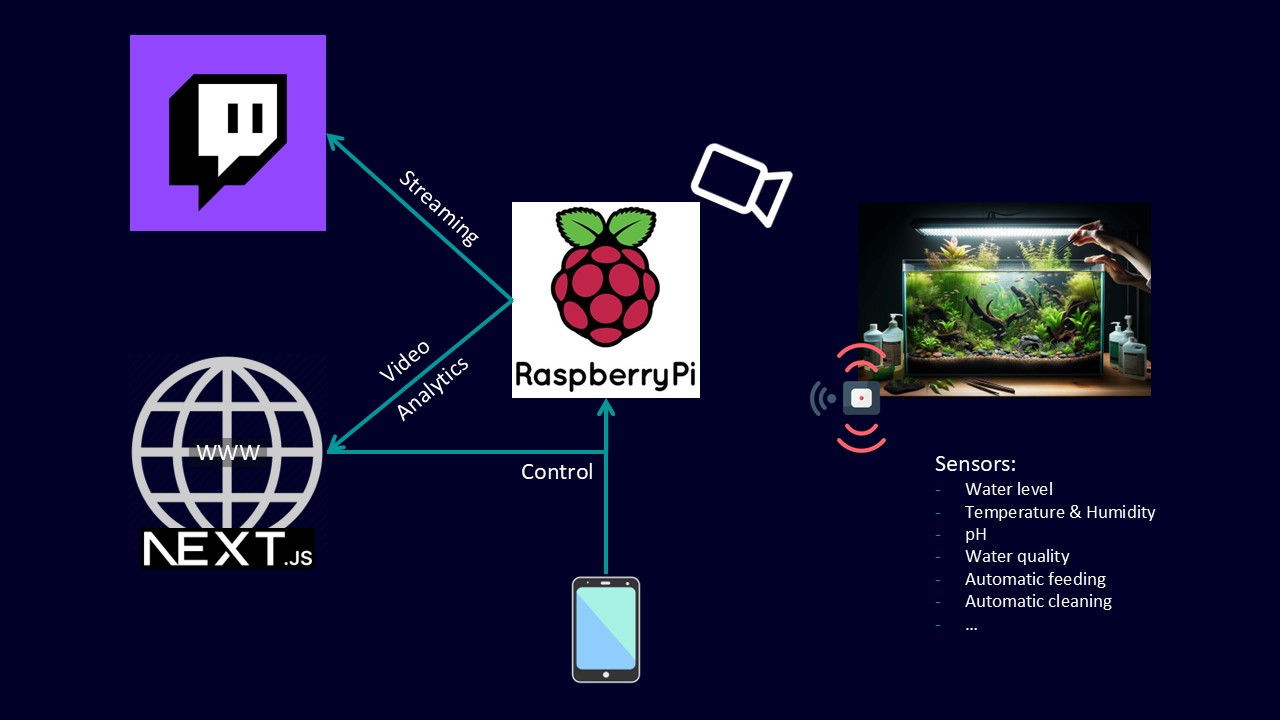 Streaming
RaspberryPi
Video
Analytics
WWW
NEXT.JS
Control
Sensors:
- Water level
- Temperature & Humidity
- pH
- Water quality
- Automatic feeding
- Automatic cleaning
- ...